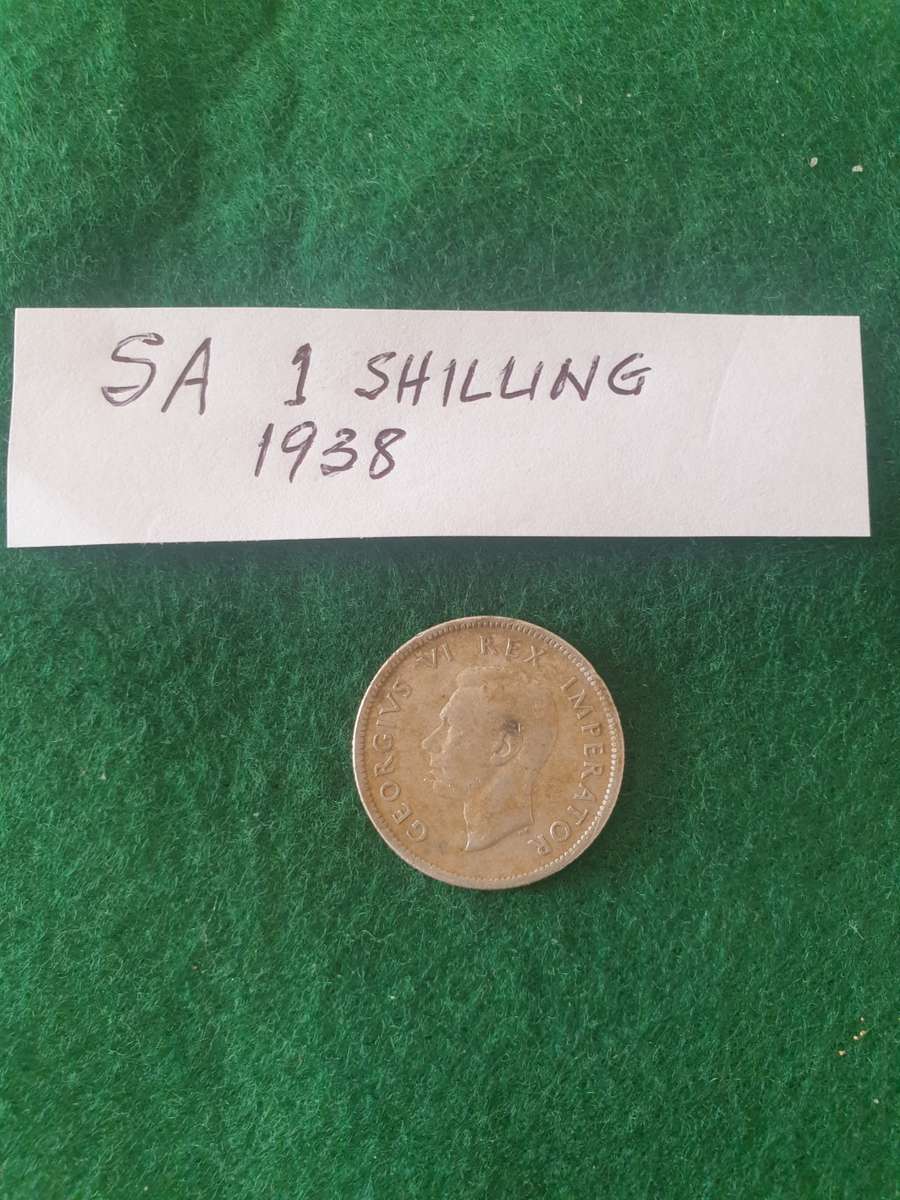 SA 1 SHILLING
1938
GEORGIVS VI REX IMPERATOR